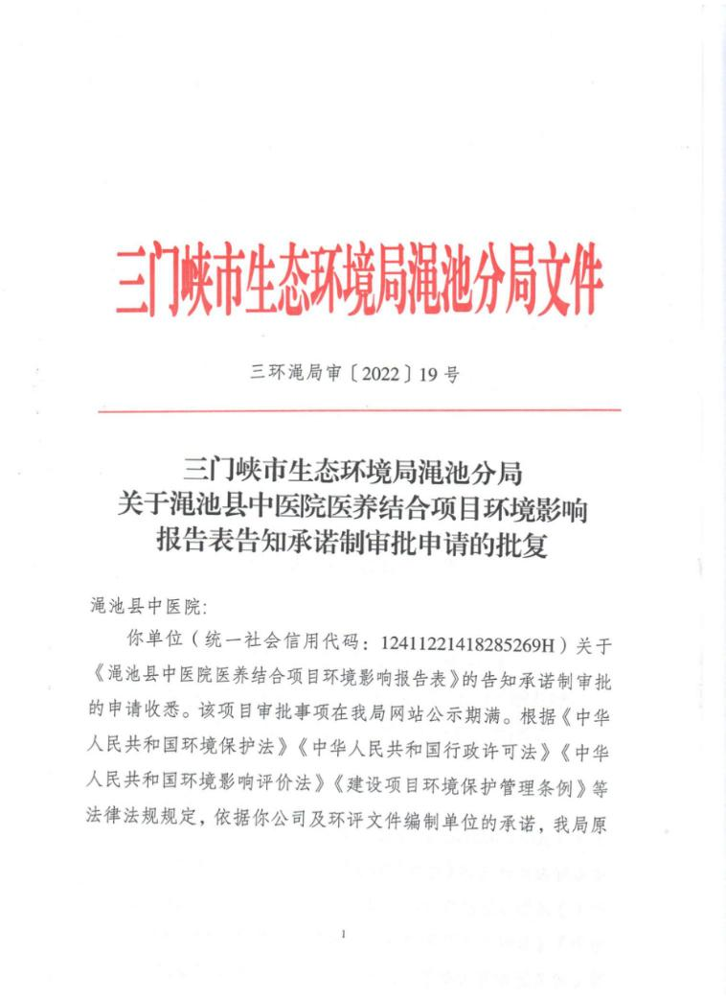 三门峡市生态环境局渑池分局文件
三环渑局审〔2022〕19 号
三门峡市生态环境局渑池分局
关于渑池县中医院医养结合项目环境影响
报告表告知承诺制审批申请的批复
渑池县中医院：
你单位（统一社会信用代码：12411221418285269H）关于
《渑池县中医院医养结合项目环境影响报告表》的告知承诺制审批
的申请收悉。该项目审批事项在我局网站公示期满。根据《中华
人民共和国环境保护法》《中华人民共和国行政许可法》《中华
人民共和国环境影响评价法》《建设项目环境保护管理条例》等
法律法规规定，依据你公司及环评文件编制单位的承诺，我局原
1